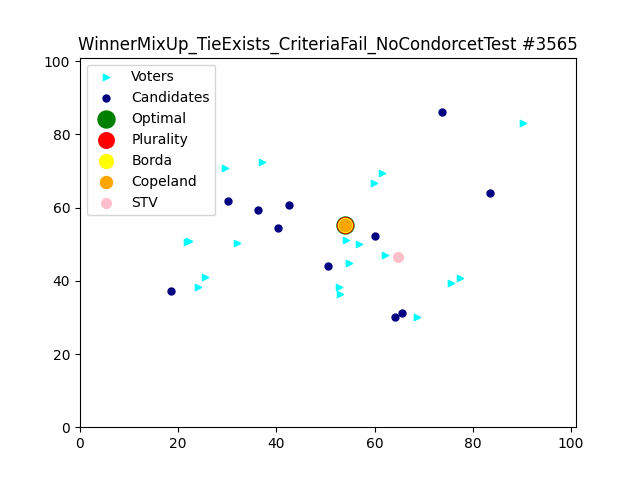 WinnerMixUp_TieExists_CriteriaFail_NoCondorcetTest #3565
100
80
60
40
20
0
0 20 40 60 80 100
Voters
Candidates
Optimal
Plurality
Borda
Copeland
STV